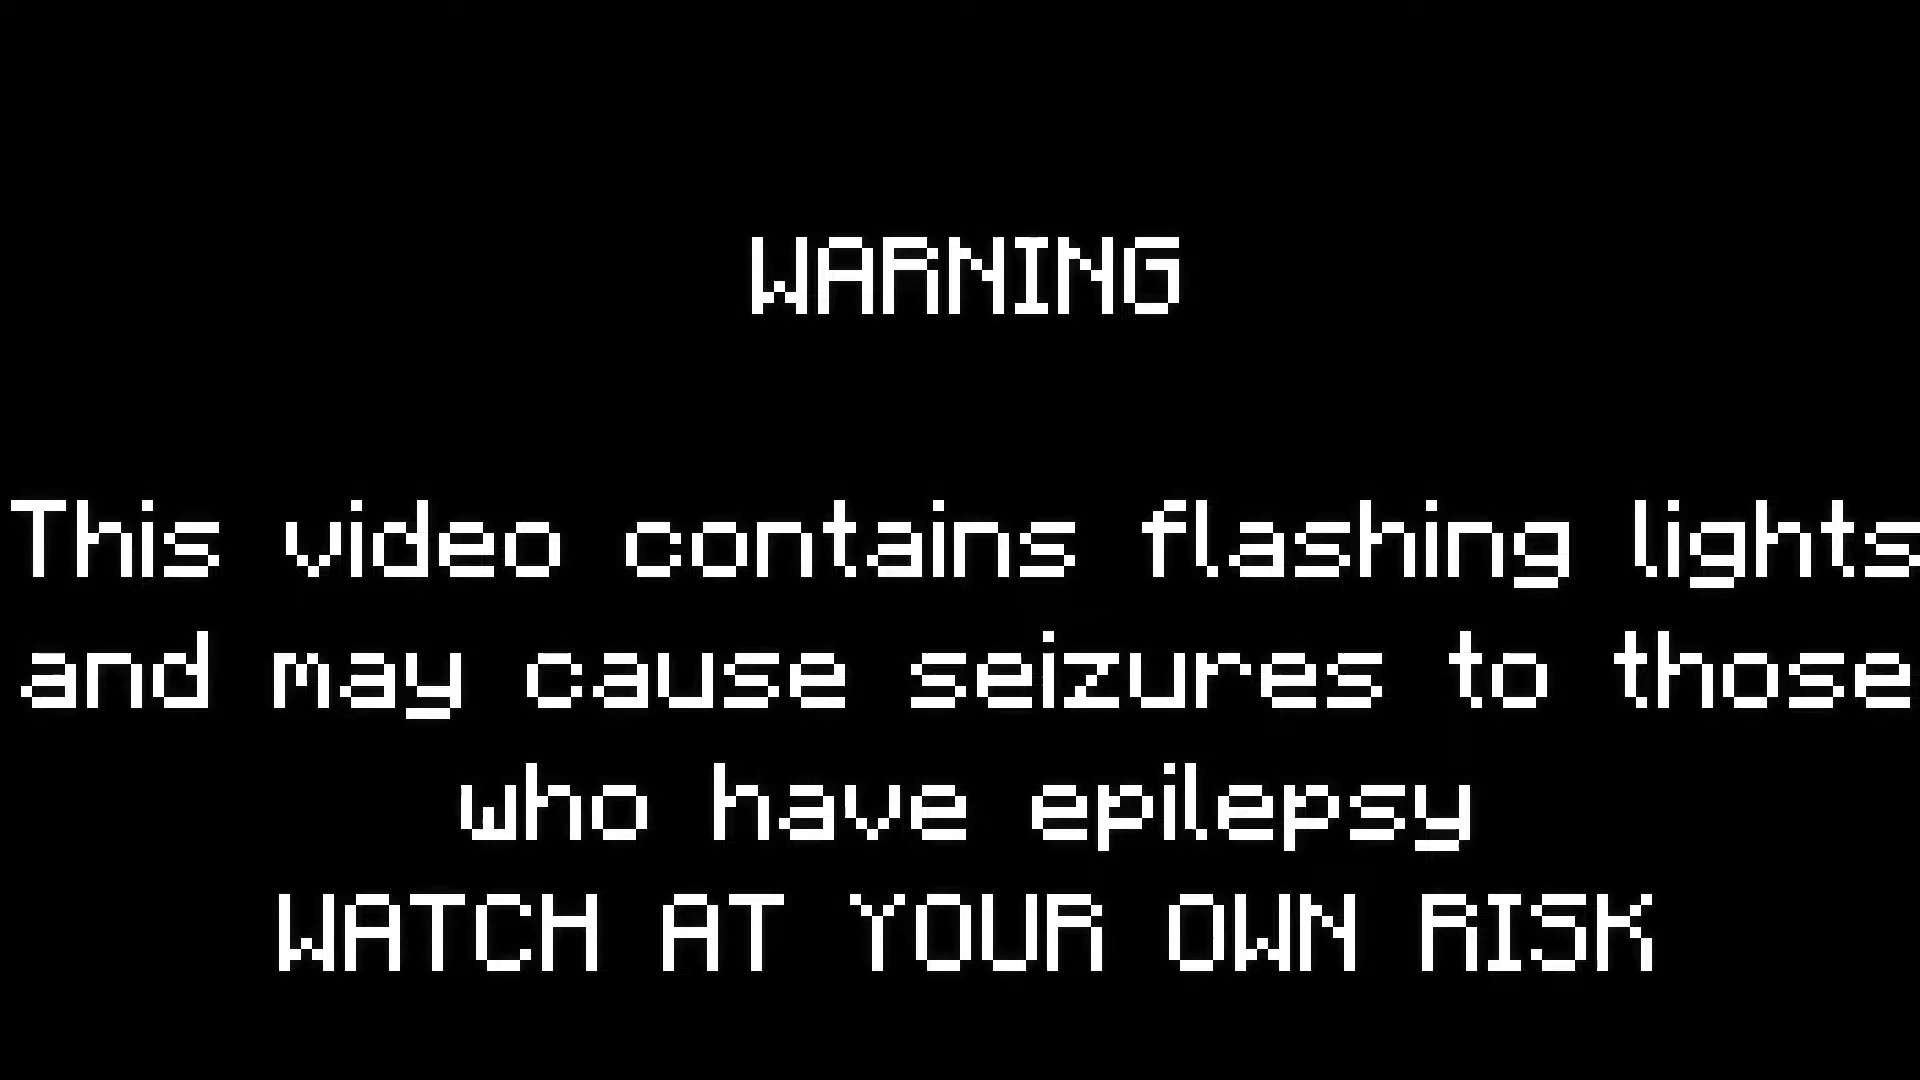 WARNING
This video contains flashing lights
and may cause seizures to those
who have epilepsy
WATCH AT YOUR OWN RISK